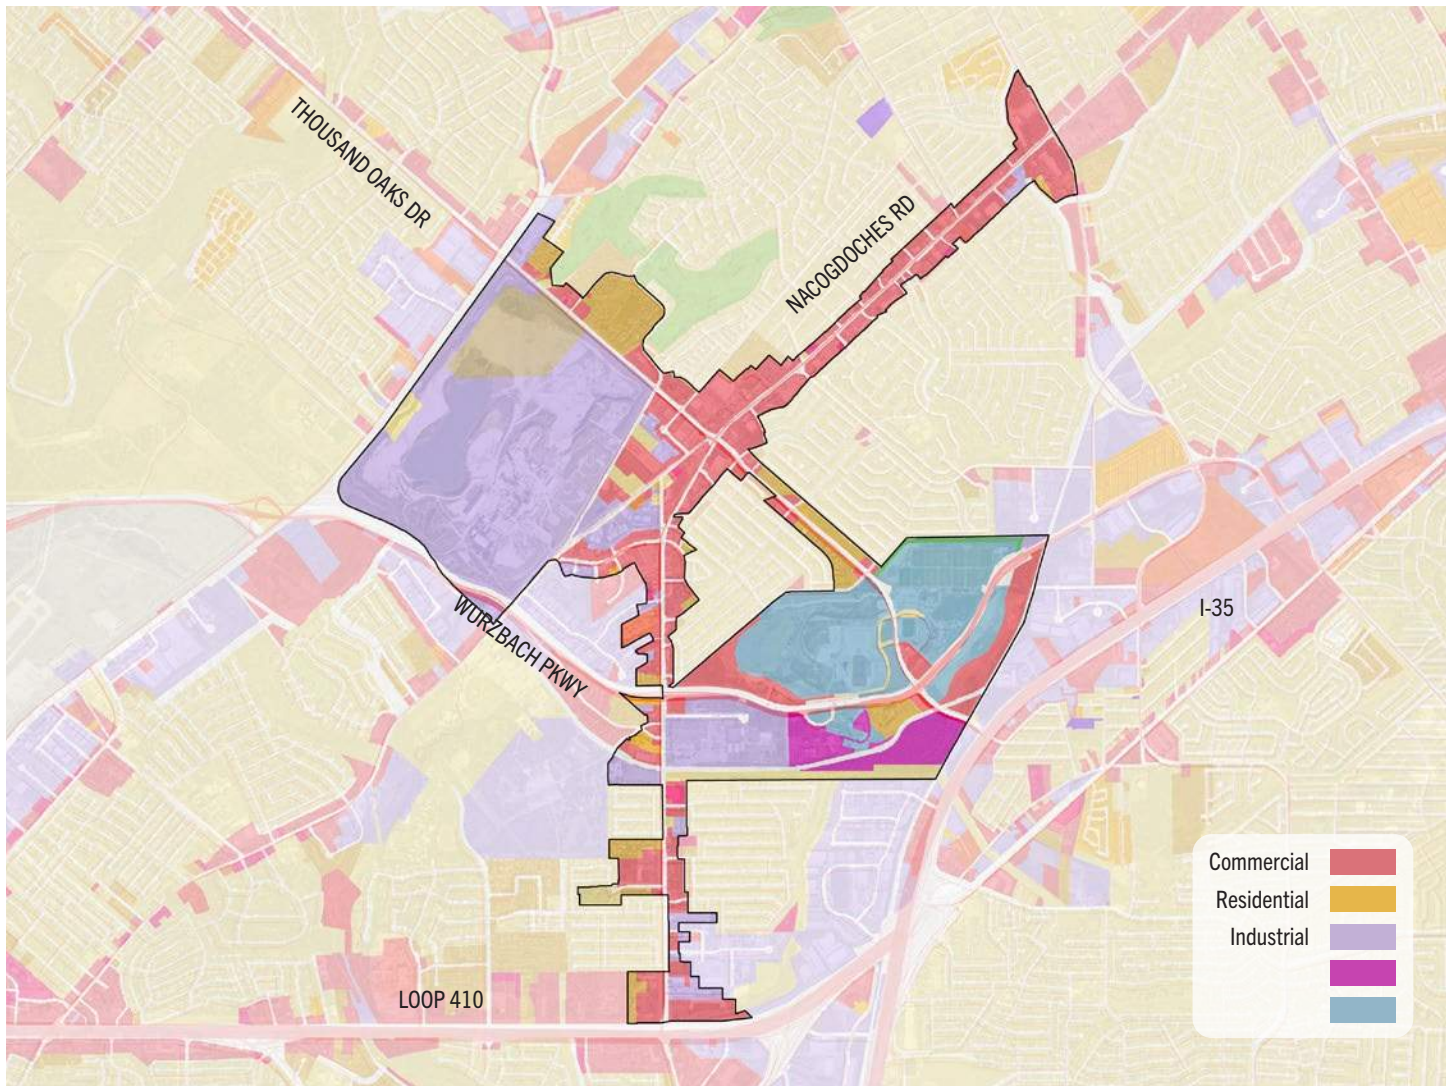 THOUSAND OAKS DR
NACOGDOCHES RD
WURZBACH PKWY
I-35
LOOP 410
Commercial
Residential
Industrial